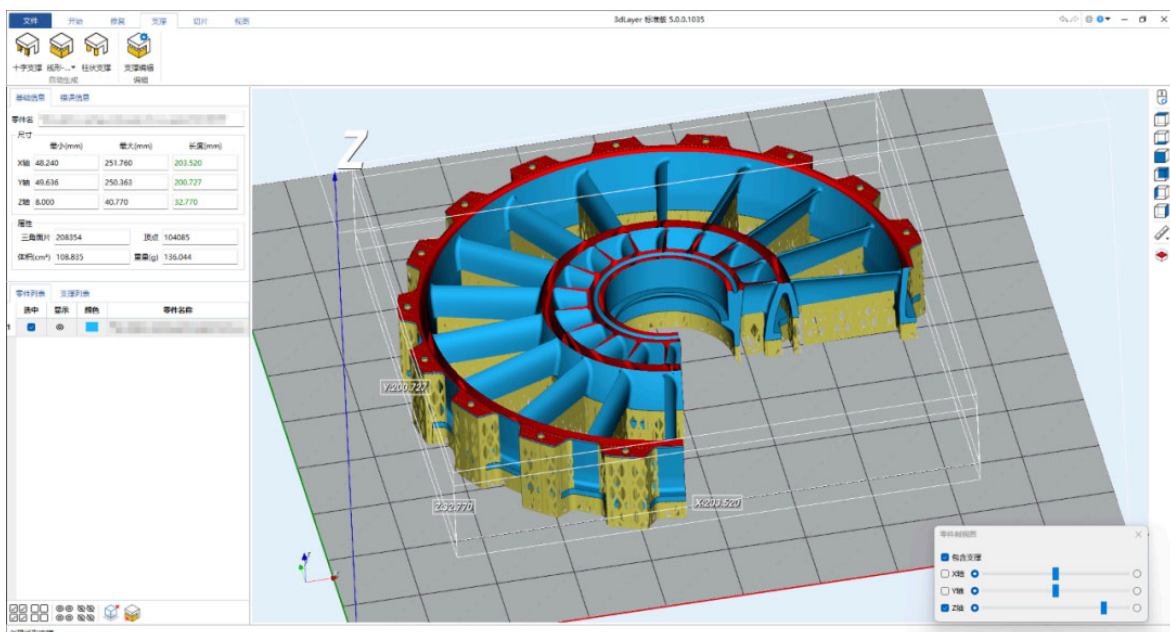 3dLayer 标准版 5.0.0.1035
文件 开始 修复 支撑 切片 视图
十字支撑 线形-... 柱状支撑 支撑编辑
自动生成 编辑
基础信息 错误信息
零件名
尺寸
最小(mm) 最大(mm) 长度(mm)
X轴 48.240 251.760 203.520
Y轴 49.636 250.363 200.727
Z轴 8.000 40.770 32.770
属性
三角面片 208354 顶点 104085
体积(cm³) 108.835 重量(g) 136.044
零件列表 支撑列表
选中 显示 颜色 零件名称
1
Z
Y:200.727
Z:32.770
X:203.520
零件剖视图
包含支撑
X轴
Y轴
Z轴